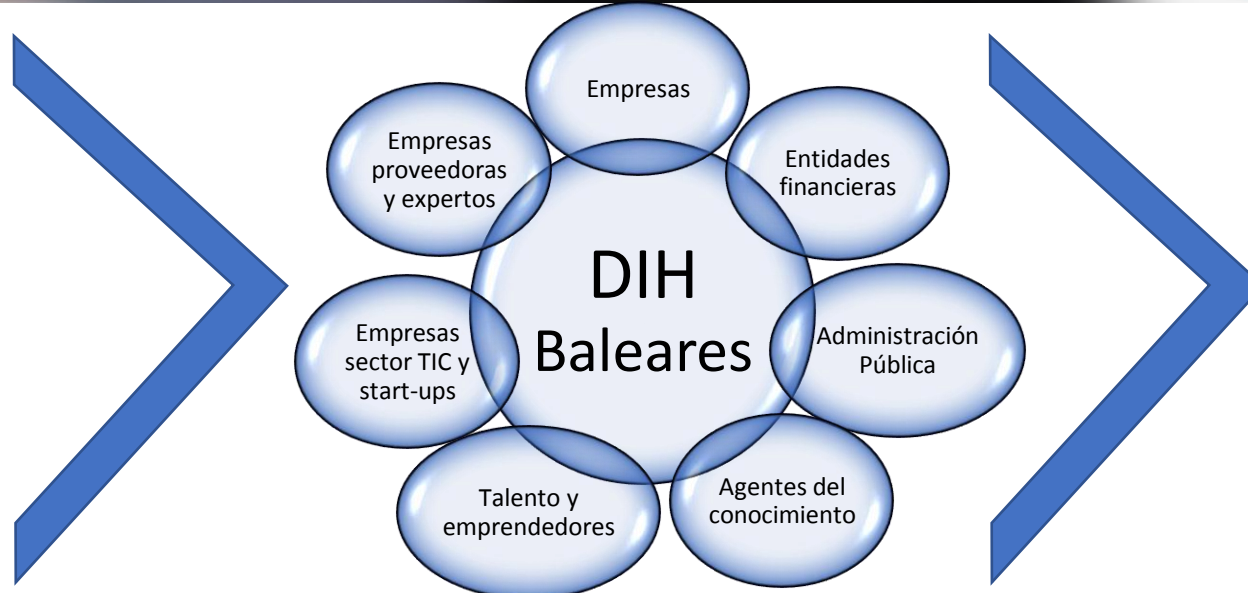 Empresas
Entidades
financieras
Administración
Pública
Agentes del
conocimiento
Talento y
emprendedores
Empresas
sector TIC y
start-ups
Empresas
proveedoras
y expertos
DIH
Baleares